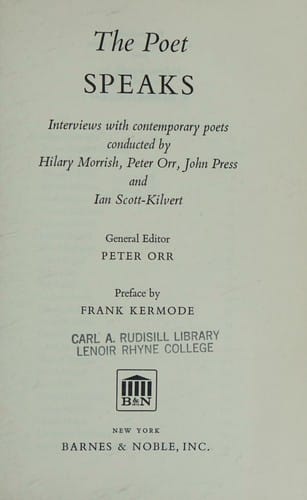 The Poet
SPEAKS
Interviews with contemporary poets
conducted by
Hilary Morrish, Peter Orr, John Press
and
Ian Scott-Kilvert
General Editor
PETER ORR
Preface by
FRANK KERMODE
CARL A. RUDISILL LIBRARY
LENOIR RHYNE COLLEGE
B&N
NEW YORK
BARNES & NOBLE, INC.